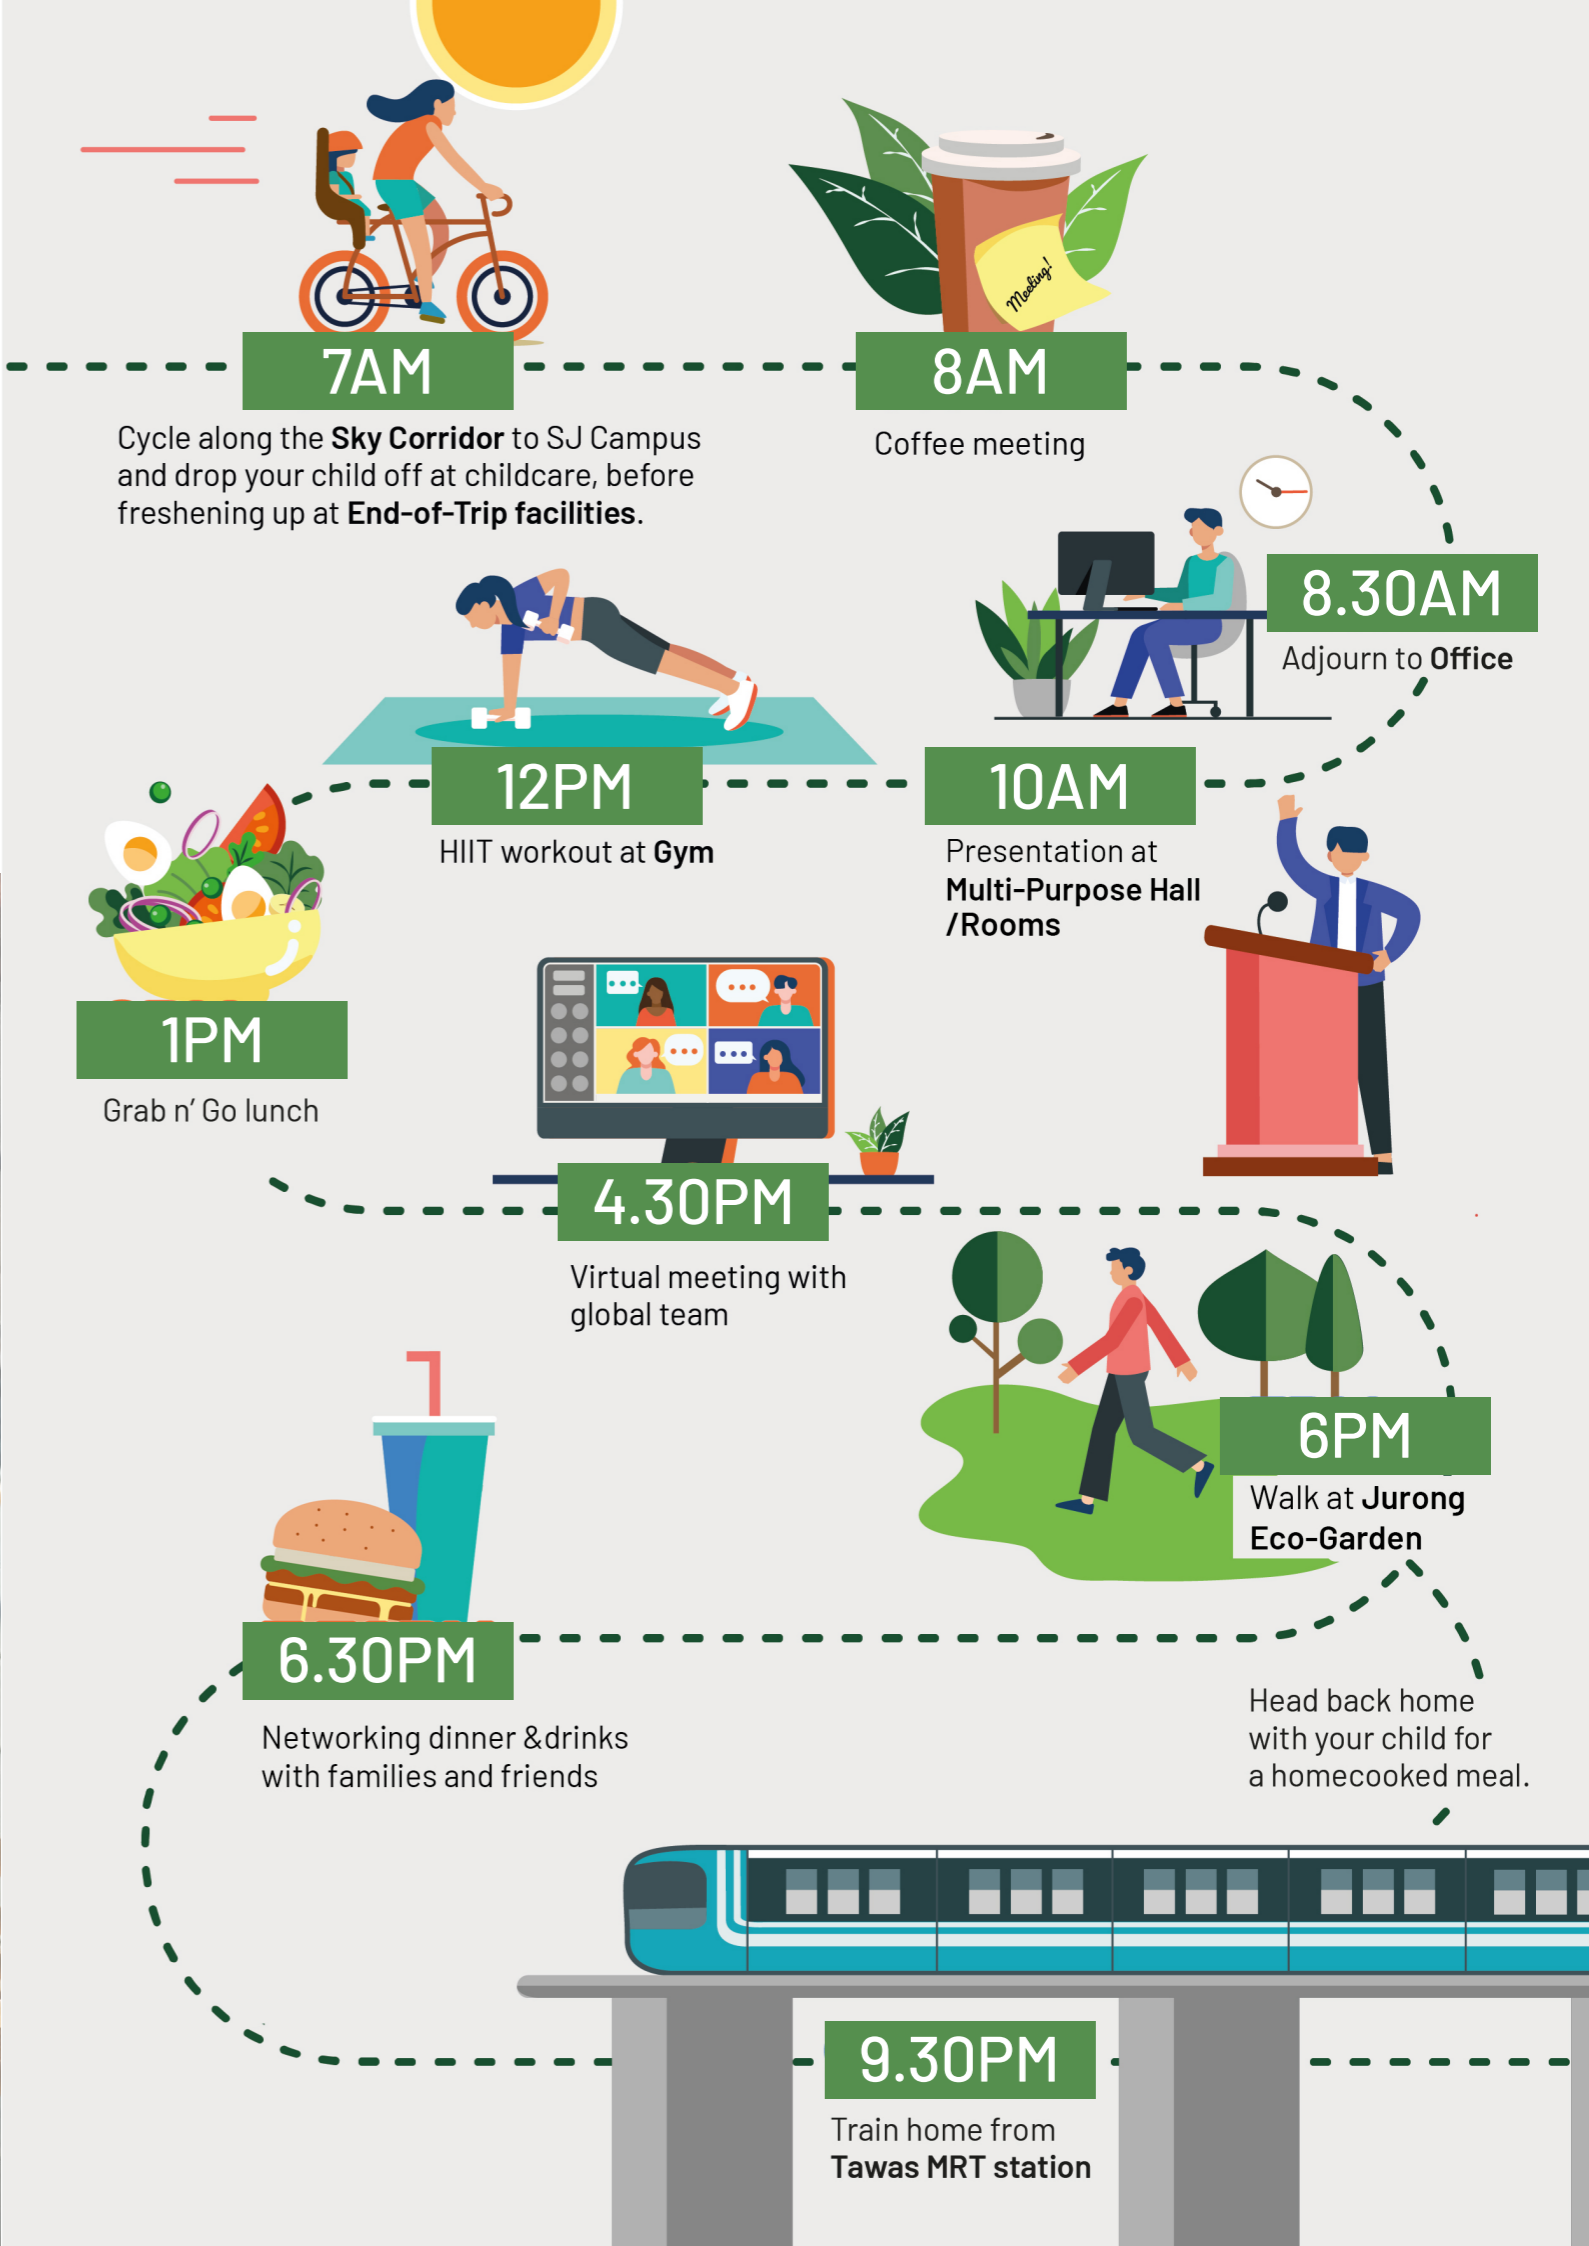 7AM
Cycle along the Sky Corridor to SJ Campus
and drop your child off at childcare, before
freshening up at End-of-Trip facilities.
Meeting!
8AM
Coffee meeting
8.30AM
Adjourn to Office
10AM
Presentation at
Multi-Purpose Hall
/Rooms
12PM
HIIT workout at Gym
1PM
Grab n’ Go lunch
4.30PM
Virtual meeting with
global team
6PM
Walk at Jurong
Eco-Garden
6.30PM
Networking dinner &drinks
with families and friends
Head back home
with your child for
a homecooked meal.
9.30PM
Train home from
Tawas MRT station